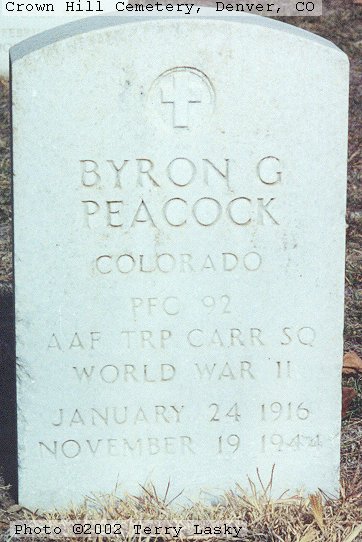 Crown Hill Cemetery, Denver, CO
BYRON G
PEACOCK
COLORADO
PFC 92
AAF TRP CARR SQ
WORLD WAR II
JANUARY 24 1916
NOVEMBER 19 1944
Photo ©2002 Terry Lasky